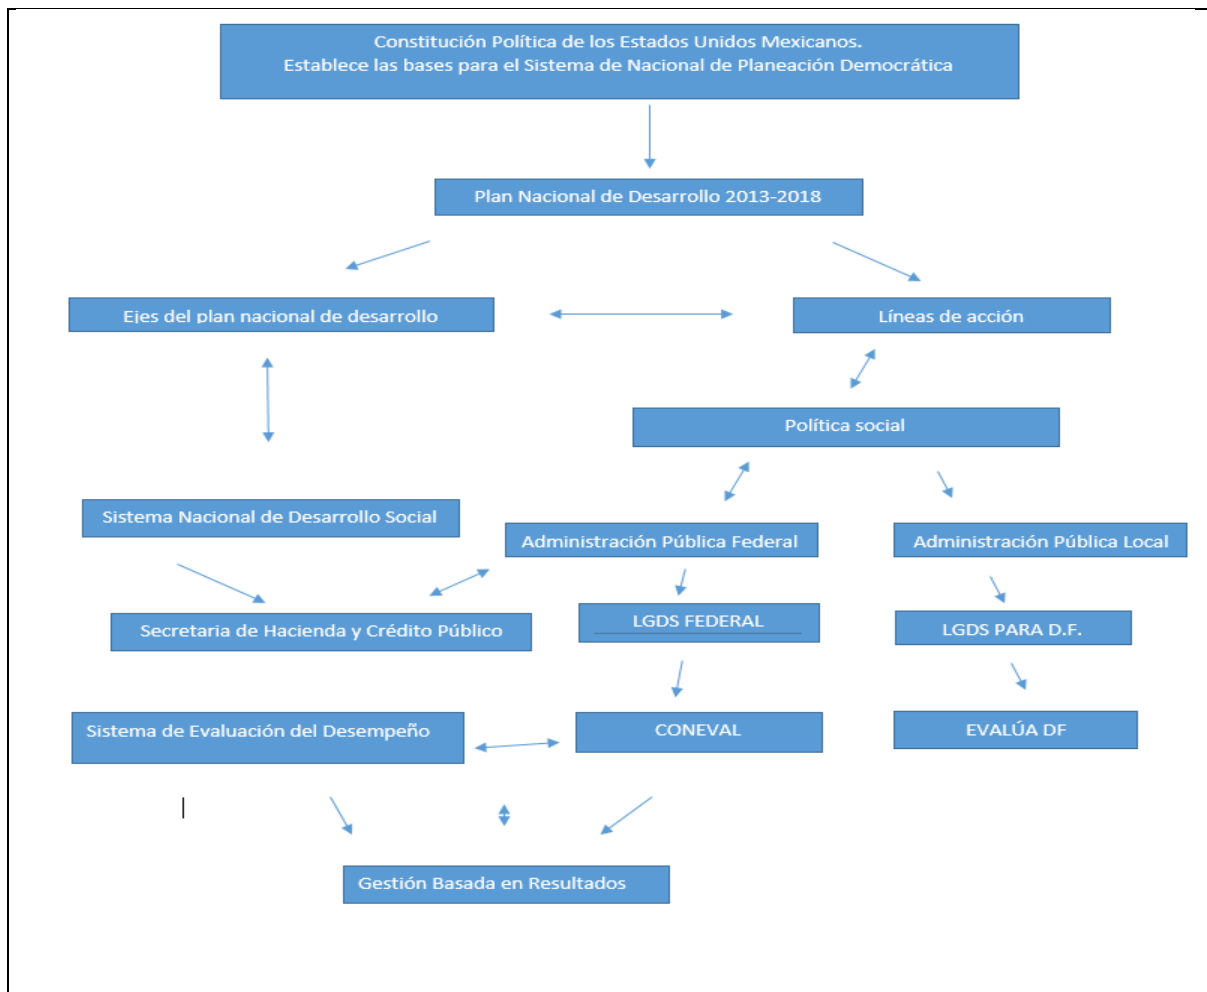 Constitución Política de los Estados Unidos Mexicanos.
Establece las bases para el Sistema de Nacional de Planeación Democrática
Plan Nacional de Desarrollo 2013-2018
Ejes del plan nacional de desarrollo
Líneas de acción
Política social
Sistema Nacional de Desarrollo Social
Administración Pública Federal
Administración Pública Local
Secretaria de Hacienda y Crédito Público
LGDS FEDERAL
LGDS PARA D.F.
Sistema de Evaluación del Desempeño
CONEVAL
EVALÚA DF
Gestión Basada en Resultados